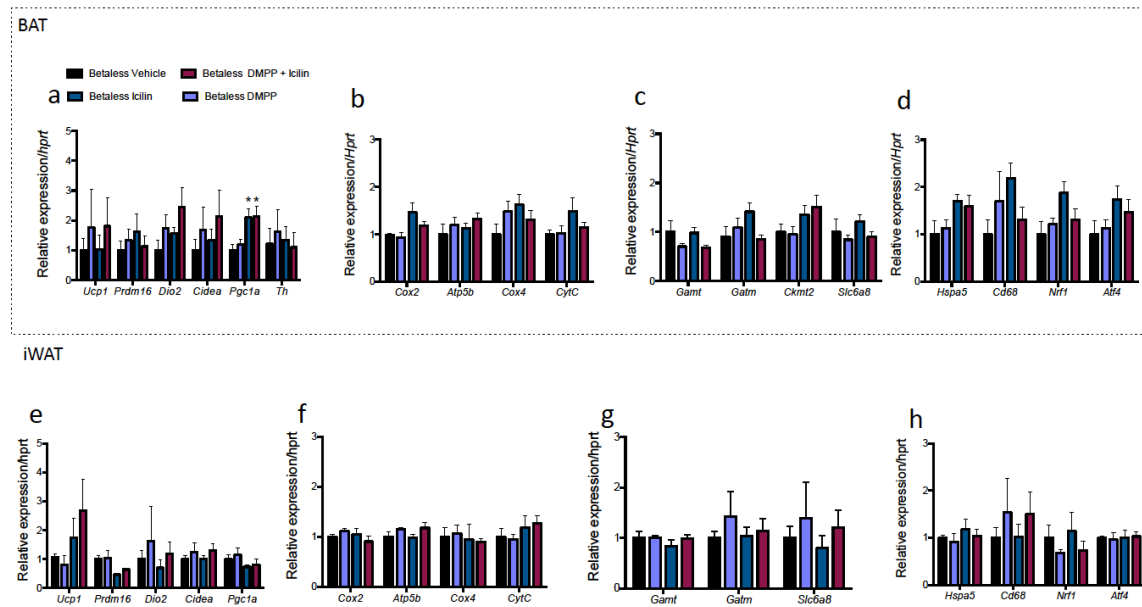 BAT
Betaless Vehicle
Betaless DMPP + Icilin
Betaless Icilin
Betaless DMPP
a
b
c
d
Relative expression/hprt
5
4
3
2
1
0
* *
Ucp1 Prdm16 Dio2 Cidea Pgc1a Th
Relative expression/Hprt
3
2
1
0
Cox2 Atp5b Cox4 CytC
Relative expression/Hprt
3
2
1
0
Gamt Gatm Ckmt2 Slc6a8
Relative expression/Hprt
3
2
1
0
Hspa5 Cd68 Nrf1 Atf4
iWAT
e
f
g
h
Relative expression/hprt
5
4
3
2
1
0
Ucp1 Prdm16 Dio2 Cidea Pgc1a
Relative expression/hprt
3
2
1
0
Cox2 Atp5b Cox4 CytC
Relative expression/hprt
3
2
1
0
Gamt Gatm Slc6a8
Relative expression/hprt
3
2
1
0
Hspa5 Cd68 Nrf1 Atf4